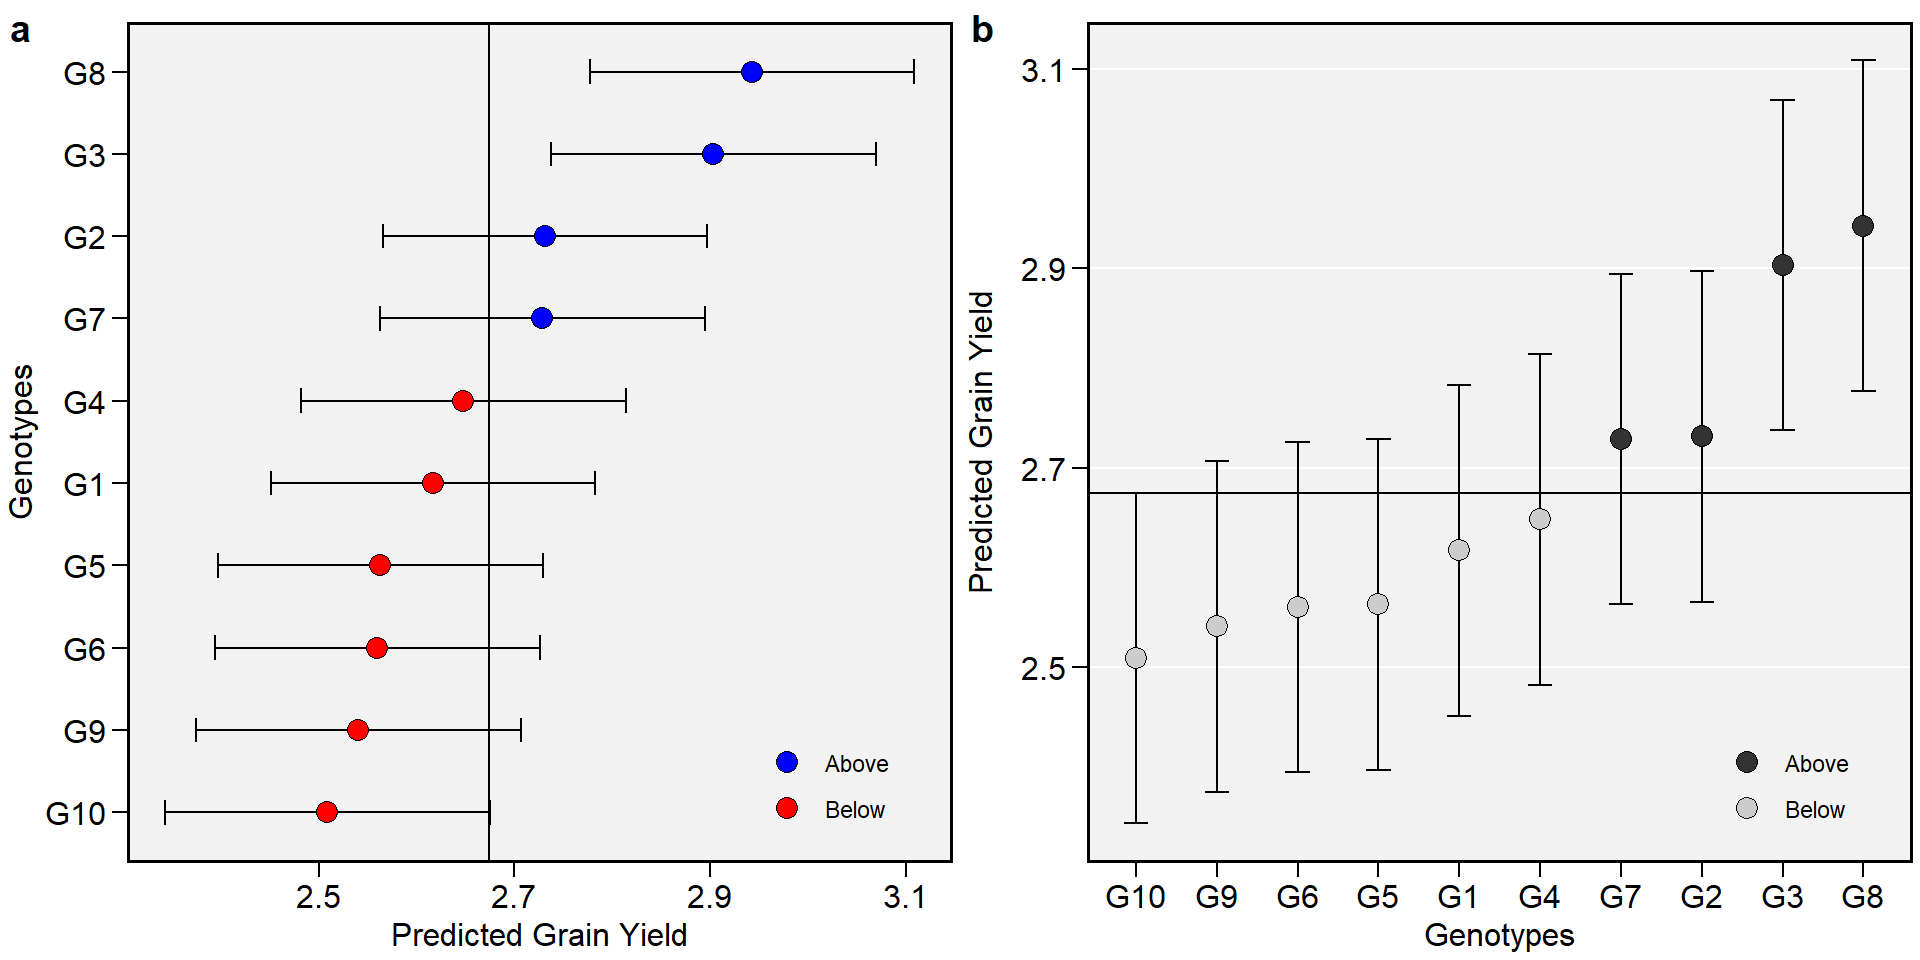 a
G8
G3
G2
G7
G4
G1
G5
G6
G9
G10
Genotypes
2.5 2.7 2.9 3.1
Predicted Grain Yield
Above
Below
b
3.1
2.9
2.7
2.5
Predicted Grain Yield
G10 G9 G6 G5 G1 G4 G7 G2 G3 G8
Genotypes
Above
Below